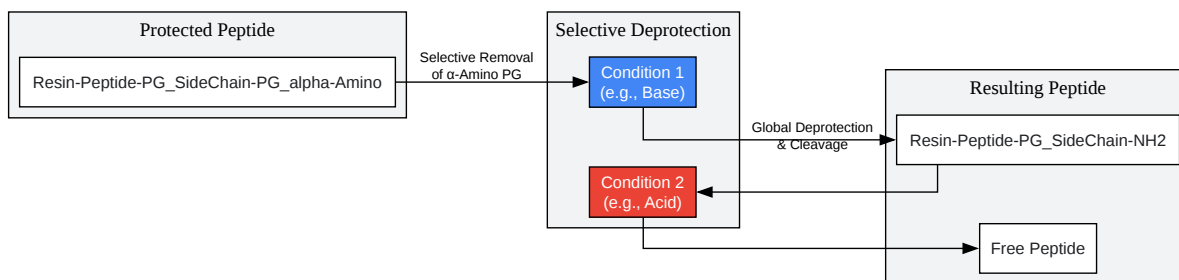 Protected Peptide
Resin-Peptide-PG_SideChain-PG_alpha-Amino
Selective Removal
of α-Amino PG
Selective Deprotection
Condition 1
(e.g., Base)
Global Deprotection
& Cleavage
Condition 2
(e.g., Acid)
Resulting Peptide
Resin-Peptide-PG_SideChain-NH2
Free Peptide